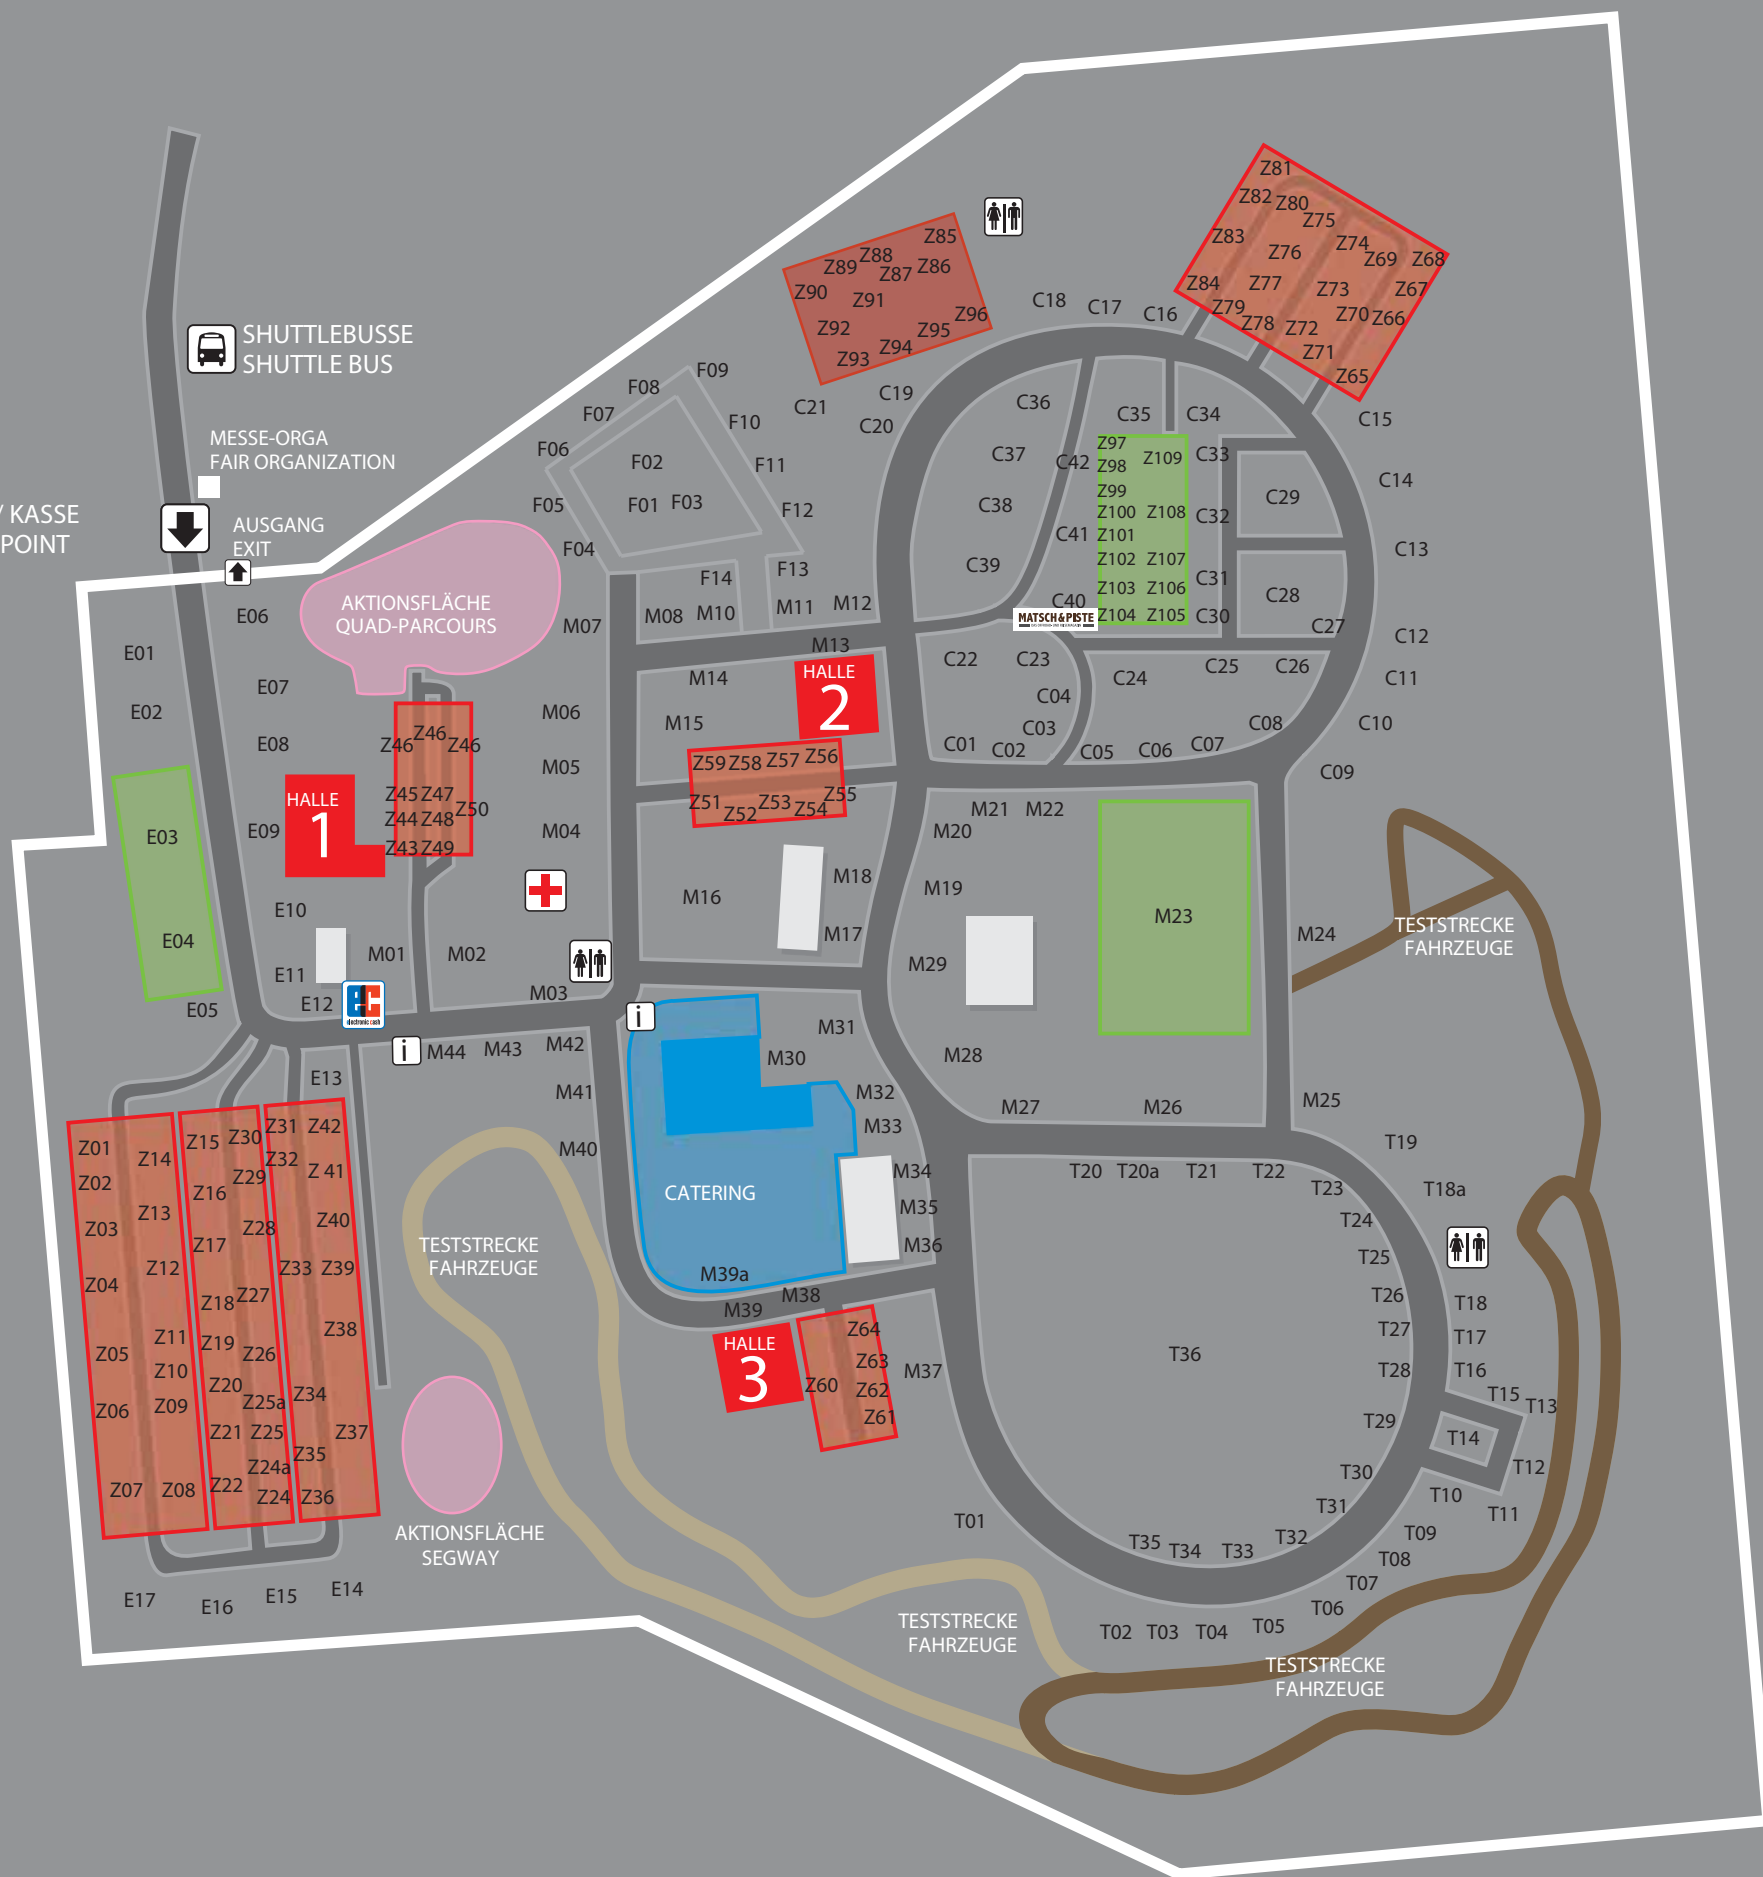 SHUTTLEBUSSE
SHUTTLE BUS
MESSE-ORGA
FAIR ORGANIZATION
/ KASSE
POINT
AUSGANG
EXIT
AKTIONSFLÄCHE
QUAD-PARCOURS
E01
E02
E03
E04
E05
E06
E07
E08
E09
E10
E11
E12
electronic cash
E13
E14
E15
E16
E17
HALLE
1
Z46
Z46
Z46
Z45
Z47
Z50
Z44
Z48
Z43
Z49
F01
F02
F03
F04
F05
F06
F07
F08
F09
F10
F11
F12
F13
F14
M01
M02
M03
M04
M05
M06
M07
M08
M10
M11
M12
M13
M14
M15
HALLE
2
Z59
Z58
Z57
Z56
Z51
Z52
Z53
Z54
Z55
M16
M17
M18
M19
M20
M21
M22
M23
M24
M25
M26
M27
M28
M29
M30
M31
M32
M33
M34
M35
M36
M37
M38
M39
M39a
CATERING
M40
M41
M42
M43
M44
i
i
HALLE
3
Z60
Z61
Z62
Z63
Z64
Z85
Z86
Z87
Z88
Z89
Z90
Z91
Z92
Z93
Z94
Z95
Z96
Z81
Z82
Z80
Z75
Z83
Z76
Z74
Z69
Z68
Z84
Z77
Z73
Z67
Z79
Z78
Z72
Z70
Z66
Z71
Z65
C01
C02
C03
C04
C05
C06
C07
C08
C09
C10
C11
C12
C13
C14
C15
C16
C17
C18
C19
C20
C21
C22
C23
C24
C25
C26
C27
C28
C29
C30
C31
C32
C33
C34
C35
C36
C37
C38
C39
C40
C41
C42
Z97
Z98
Z99
Z100
Z101
Z102
Z103
Z104
Z105
Z106
Z107
Z108
Z109
MATSCH&PISTE
TESTSTRECKE
FAHRZEUGE
Z01
Z02
Z03
Z04
Z05
Z06
Z07
Z08
Z09
Z10
Z11
Z12
Z13
Z14
Z15
Z16
Z17
Z18
Z19
Z20
Z21
Z22
Z24
Z24a
Z25
Z25a
Z26
Z27
Z28
Z29
Z30
Z31
Z32
Z33
Z34
Z35
Z36
Z37
Z38
Z39
Z40
Z 41
Z42
TESTSTRECKE
FAHRZEUGE
AKTIONSFLÄCHE
SEGWAY
T01
T02
T03
T04
T05
T06
T07
T08
T09
T10
T11
T12
T13
T14
T15
T16
T17
T18
T18a
T19
T20
T20a
T21
T22
T23
T24
T25
T26
T27
T28
T29
T30
T31
T32
T33
T34
T35
T36
TESTSTRECKE
FAHRZEUGE
TESTSTRECKE
FAHRZEUGE